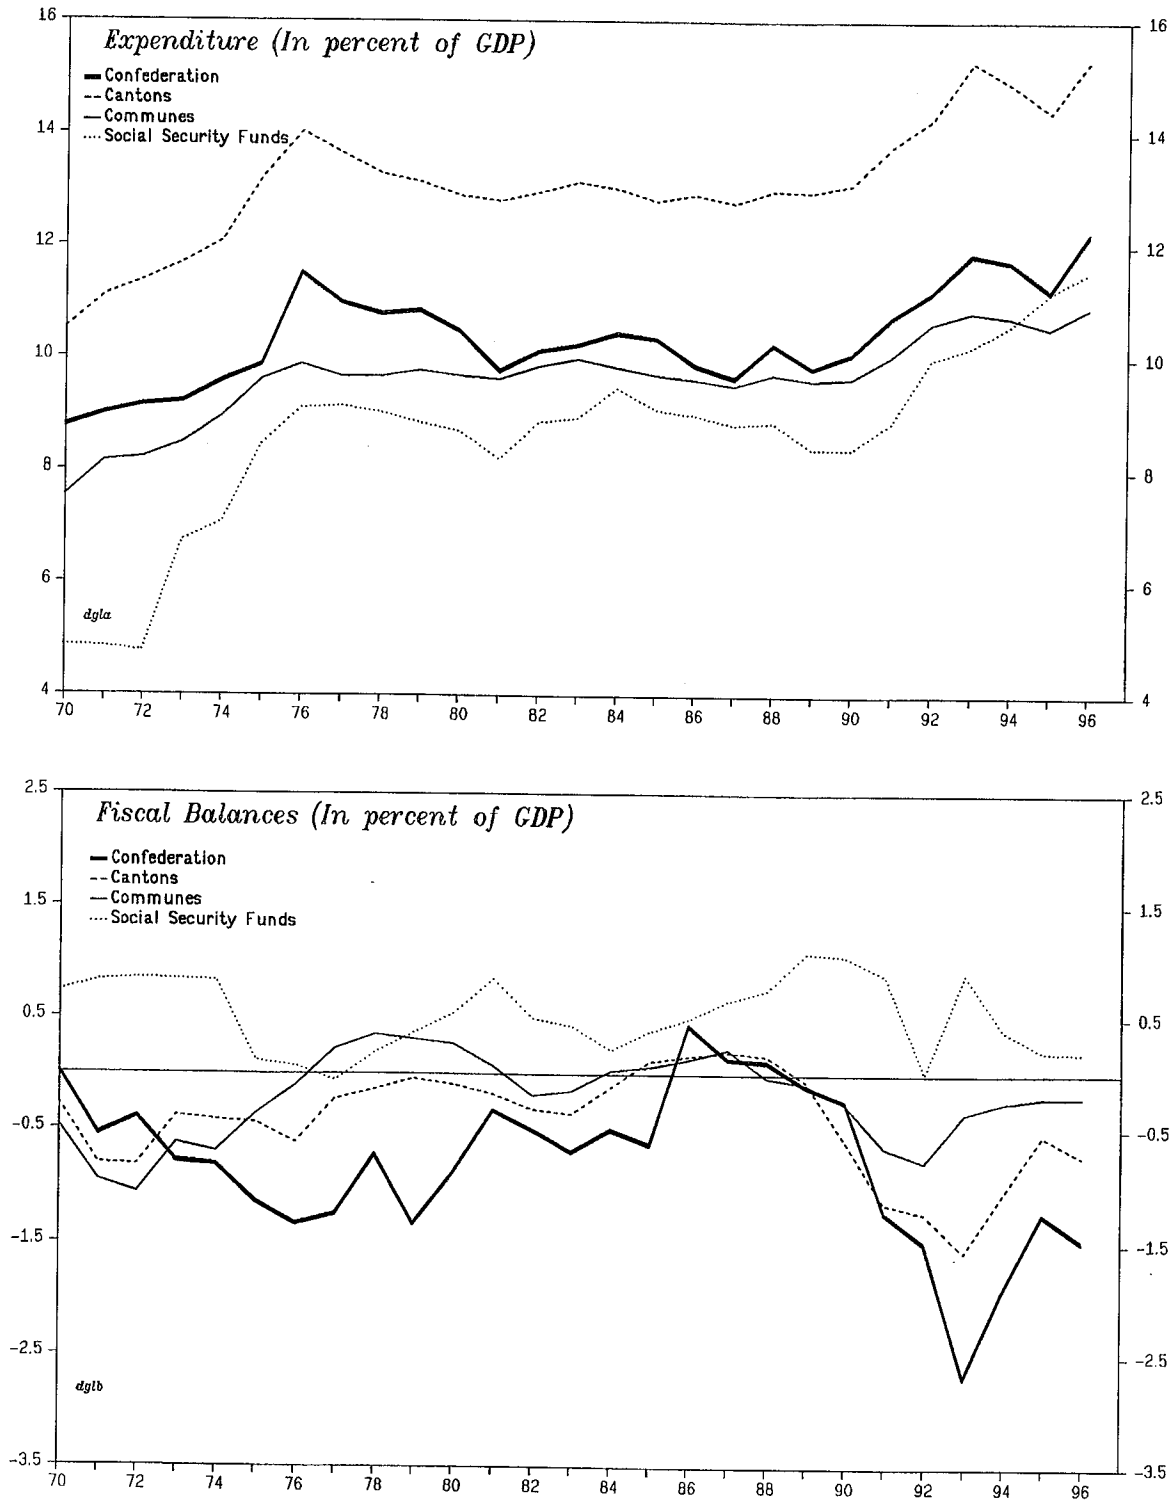 16
16
Expenditure (In percent of GDP)
Confederation
Cantons
Communes
Social Security Funds
14
14
12
12
10
10
8
8
6
6
dgla
4
4
70 72 74 76 78 80 82 84 86 88 90 92 94 96
2.5
2.5
Fiscal Balances (In percent of GDP)
Confederation
Cantons
Communes
Social Security Funds
1.5
1.5
0.5
0.5
-0.5
-0.5
-1.5
-1.5
-2.5
-2.5
dglb
-3.5
-3.5
70 72 74 76 78 80 82 84 86 88 90 92 94 96